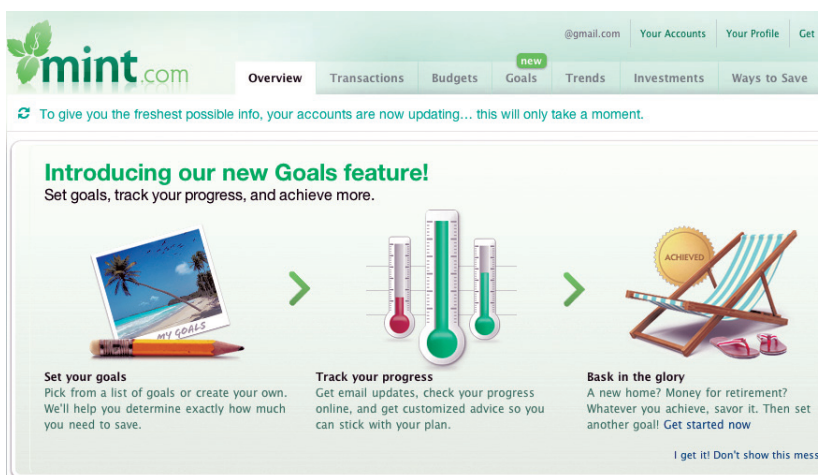 mint.com
@gmail.com Your Accounts Your Profile Get
new
Overview Transactions Budgets Goals Trends Investments Ways to Save
To give you the freshest possible info, your accounts are now updating... this will only take a moment.
Introducing our new Goals feature!
Set goals, track your progress, and achieve more.
MY GOALS
ACHIEVED
Set your goals
Pick from a list of goals or create your own.
We'll help you determine exactly how much
you need to save.
Track your progress
Get email updates, check your progress
online, and get customized advice so you
can stick with your plan.
Bask in the glory
A new home? Money for retirement?
Whatever you achieve, savor it. Then set
another goal! Get started now
I get it! Don't show this mess